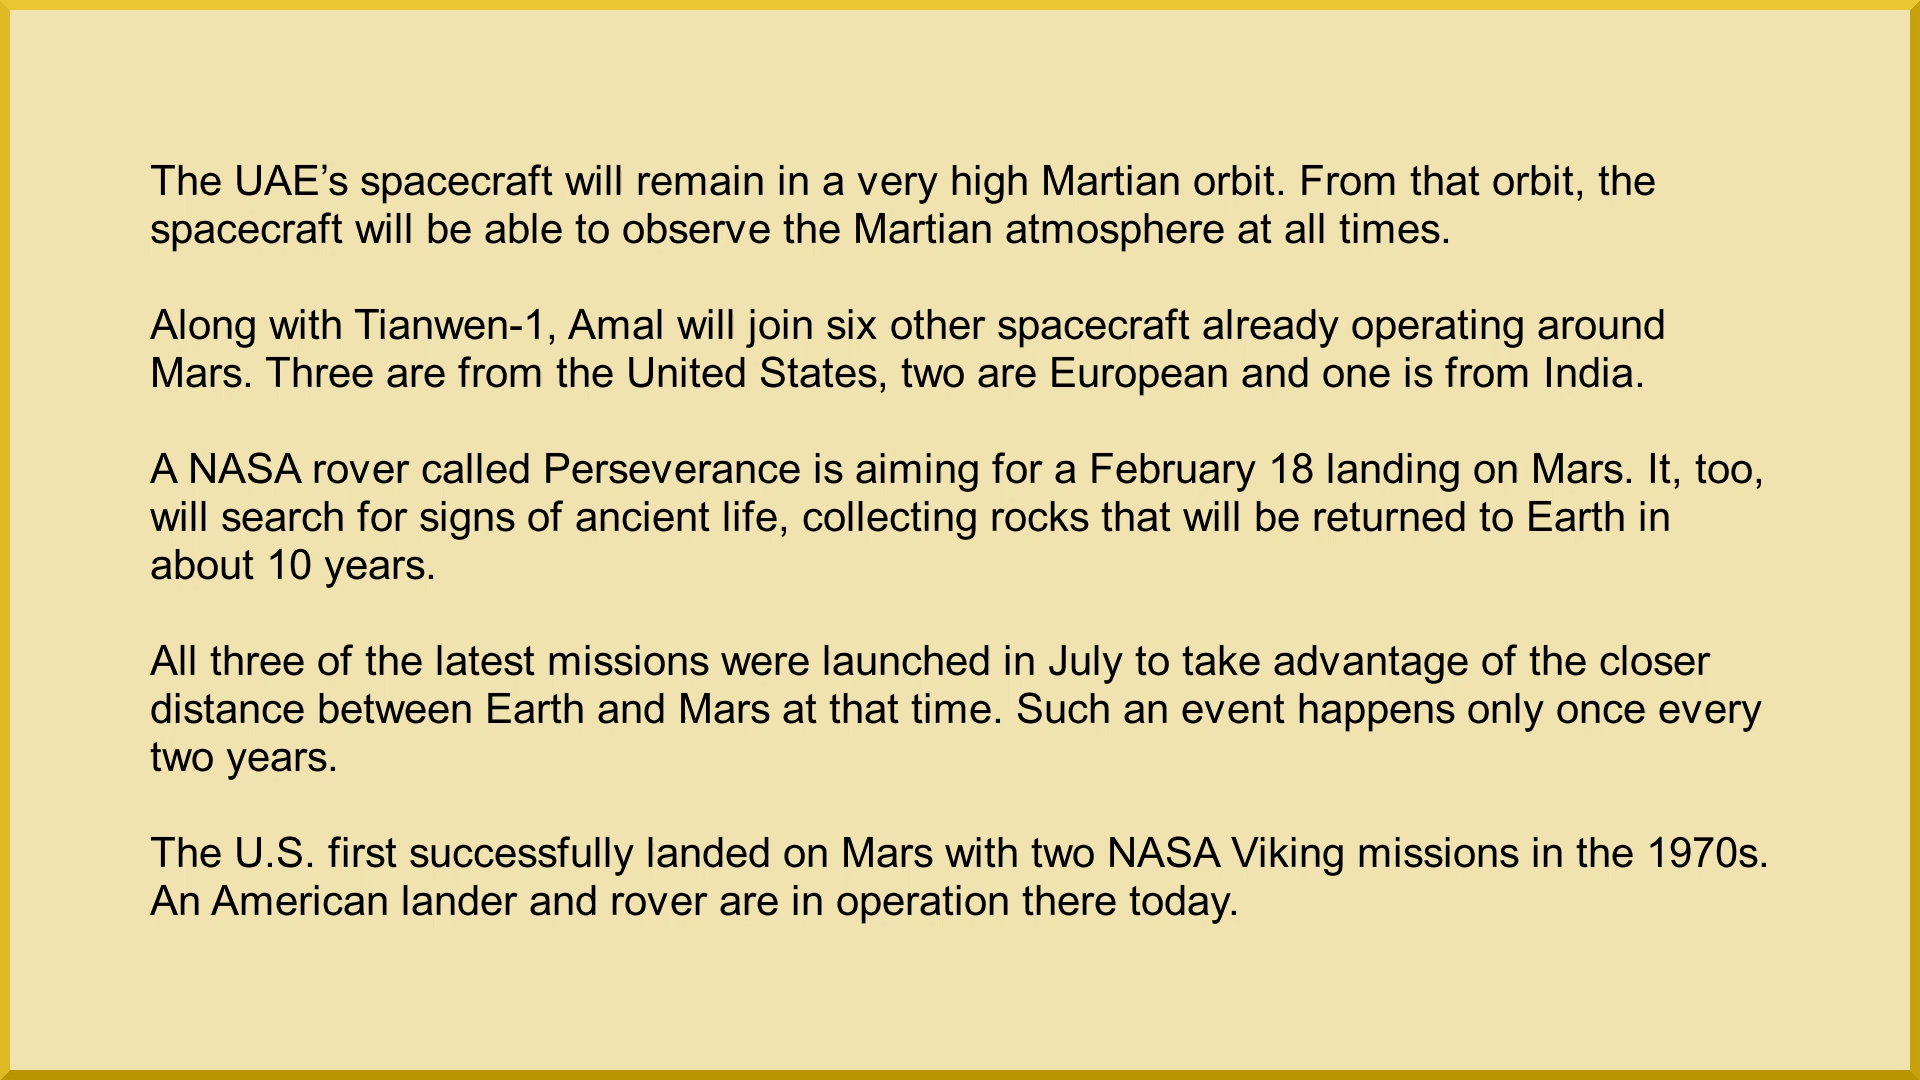 The UAE’s spacecraft will remain in a very high Martian orbit. From that orbit, the
spacecraft will be able to observe the Martian atmosphere at all times.
Along with Tianwen-1, Amal will join six other spacecraft already operating around
Mars. Three are from the United States, two are European and one is from India.
A NASA rover called Perseverance is aiming for a February 18 landing on Mars. It, too,
will search for signs of ancient life, collecting rocks that will be returned to Earth in
about 10 years.
All three of the latest missions were launched in July to take advantage of the closer
distance between Earth and Mars at that time. Such an event happens only once every
two years.
The U.S. first successfully landed on Mars with two NASA Viking missions in the 1970s.
An American lander and rover are in operation there today.